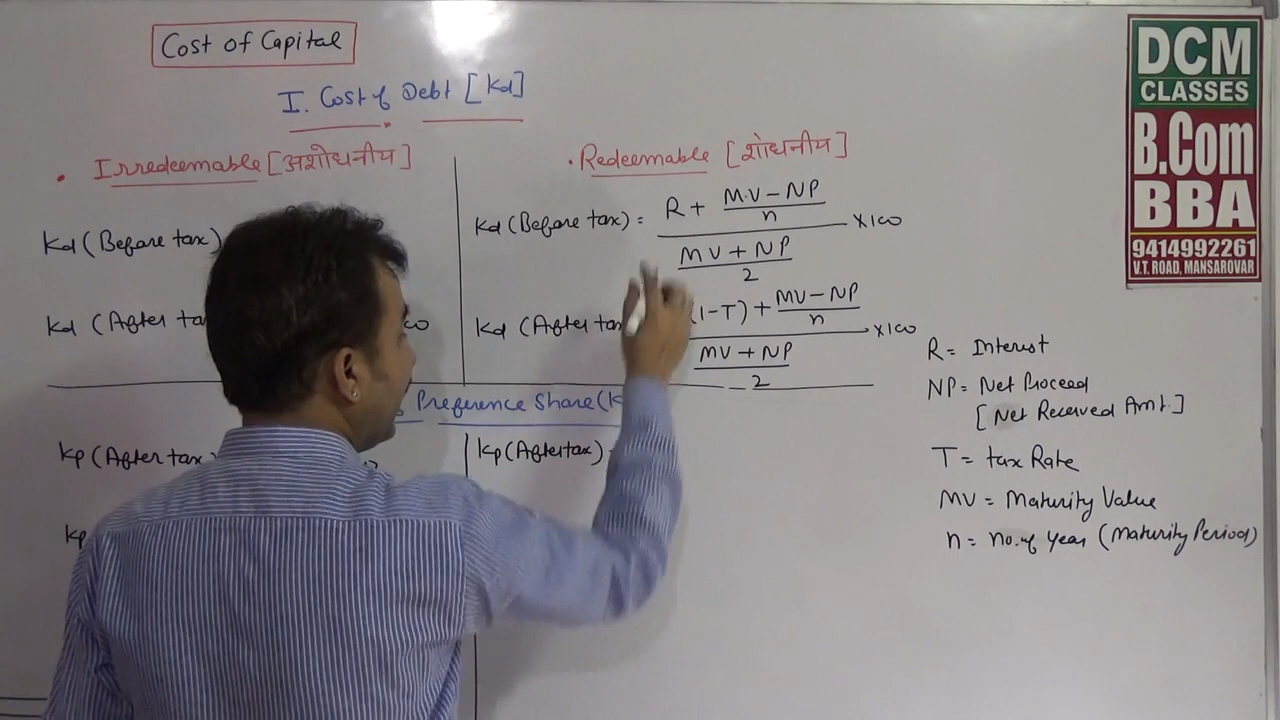 Cost of Capital
I. Cost of Debt [Kd]
Irredeemable [अशोधनीय]
Kd (Before tax)
Kd (After ta
Redeemable [शोधनीय]
Kd (Before tax) = R + M.V - NP / n
MV + NP / 2 × 100
Kd (After tax (1-T) + MV - NP / n
MV + NP / 2 × 100
Preference Share (K
Kp (After tax)
Kp
Kp (After tax)
R = Interest
NP = Net Proceed
[Net Received Amt.]
T = tax Rate
MV = Maturity Value
n = no. of year (Maturity Period)
DCM
CLASSES
B.Com
BBA
9414992261
V.T. ROAD, MANSAROVAR